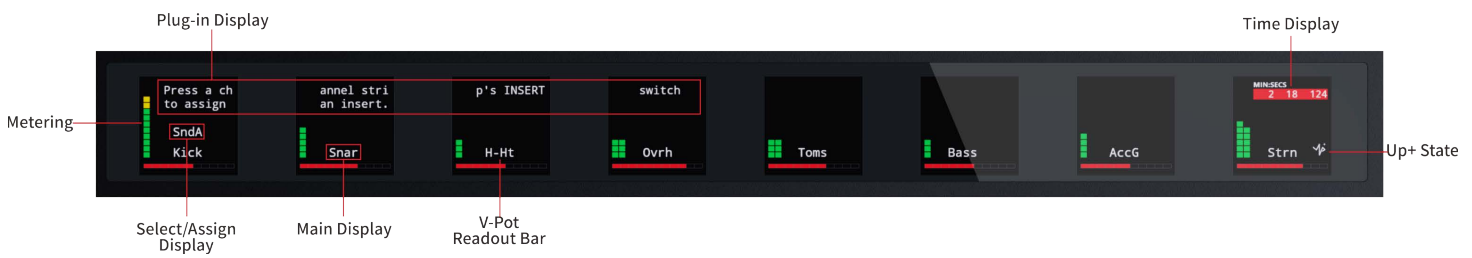 Plug-in Display
Time Display
Press a ch annel stri p's INSERT switch
to assign an insert.
MIN:SECS
2 18 124
Metering
SndA
Kick Snar H-Ht Ovrh Toms Bass AccG Strn
Up+ State
Select/Assign
Display
Main Display
V-Pot
Readout Bar